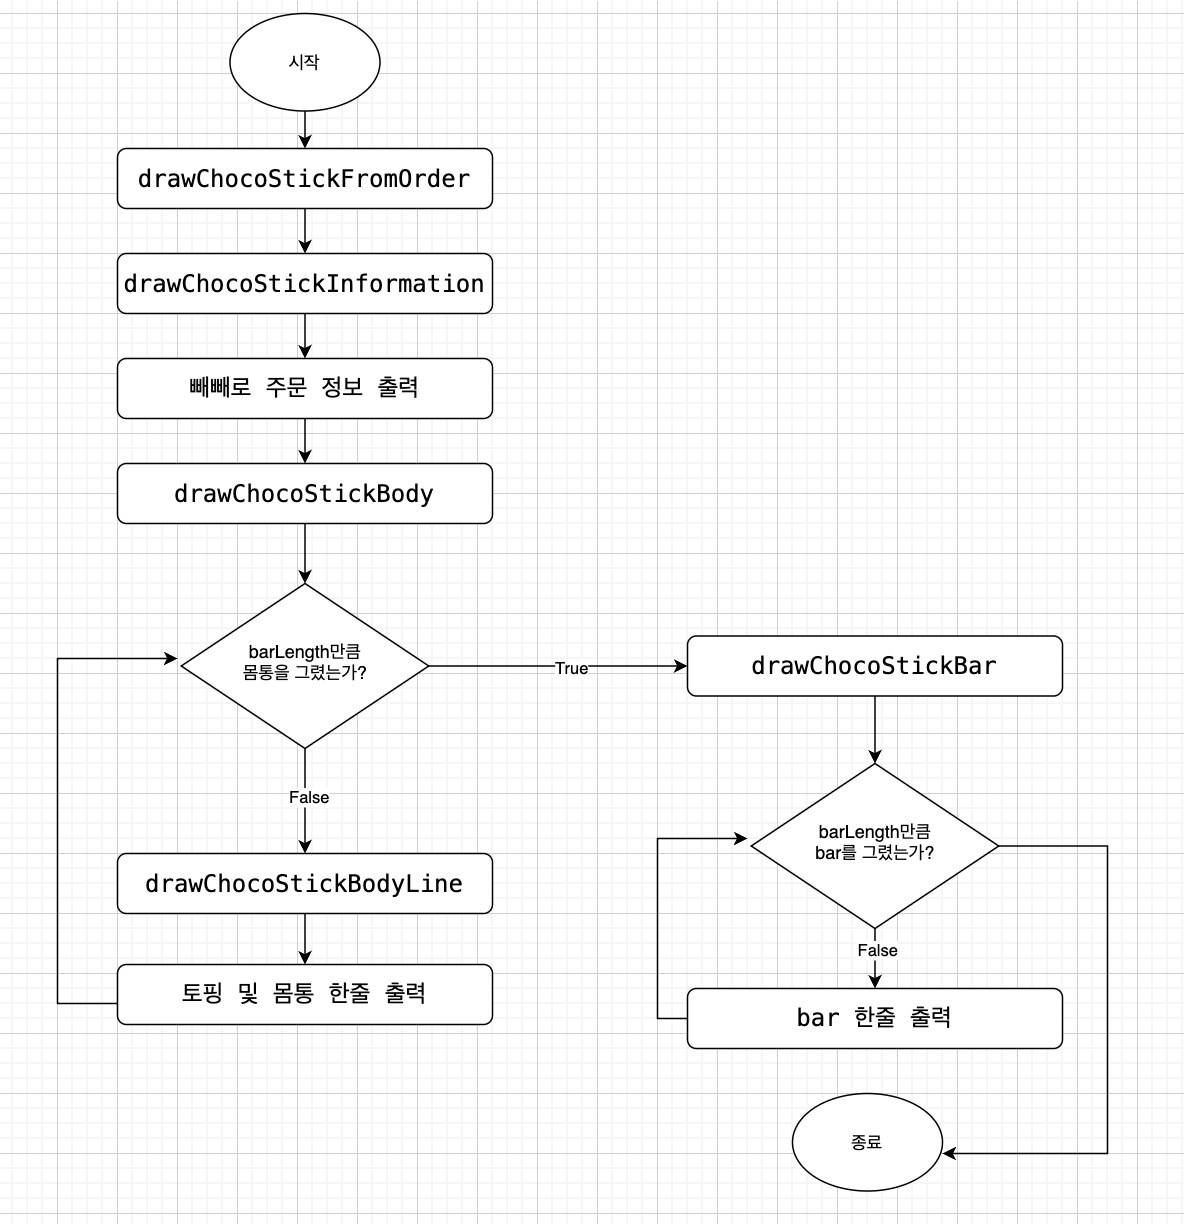 시작
drawChocoStickFromOrder
drawChocoStickInformation
빼빼로 주문 정보 출력
drawChocoStickBody
barLength만큼
몸통을 그렸는가?
True
drawChocoStickBar
False
barLength만큼
bar를 그렸는가?
drawChocoStickBodyLine
False
토핑 및 몸통 한줄 출력
bar 한줄 출력
종료